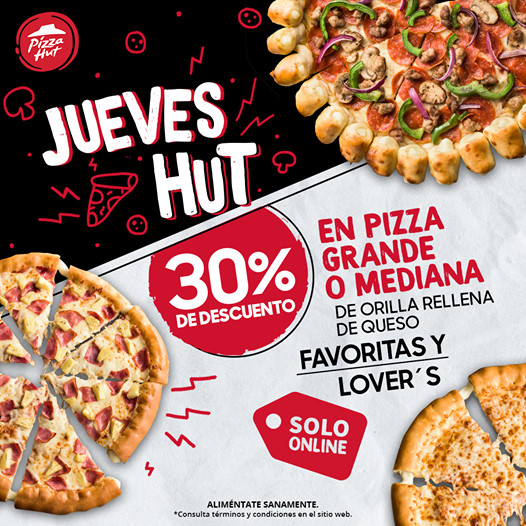 Pizza
Hut
JUEVES
HUT
30%
DE DESCUENTO
EN PIZZA
GRANDE
O MEDIANA
DE ORILLA RELLENA
DE QUESO
FAVORITAS Y
LOVER´S
SOLO
ONLINE
ALIMÉNTATE SANAMENTE.
*Consulta términos y condiciones en el sitio web.